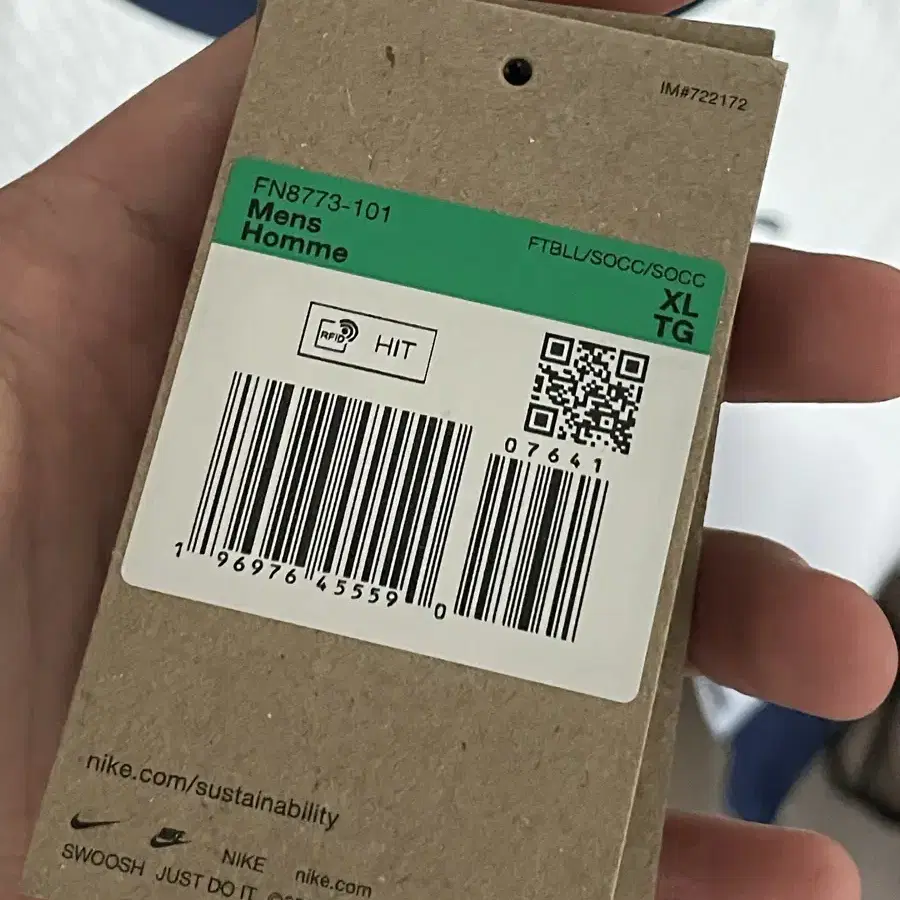 IM#722172
FN8773-101
Mens
Homme
FTBLL/SOCC/SOCC
XL
TG
RFID HIT
07641
1 96976 45559 0
nike.com/sustainability
NIKE nike.com
SWOOSH JUST DO IT